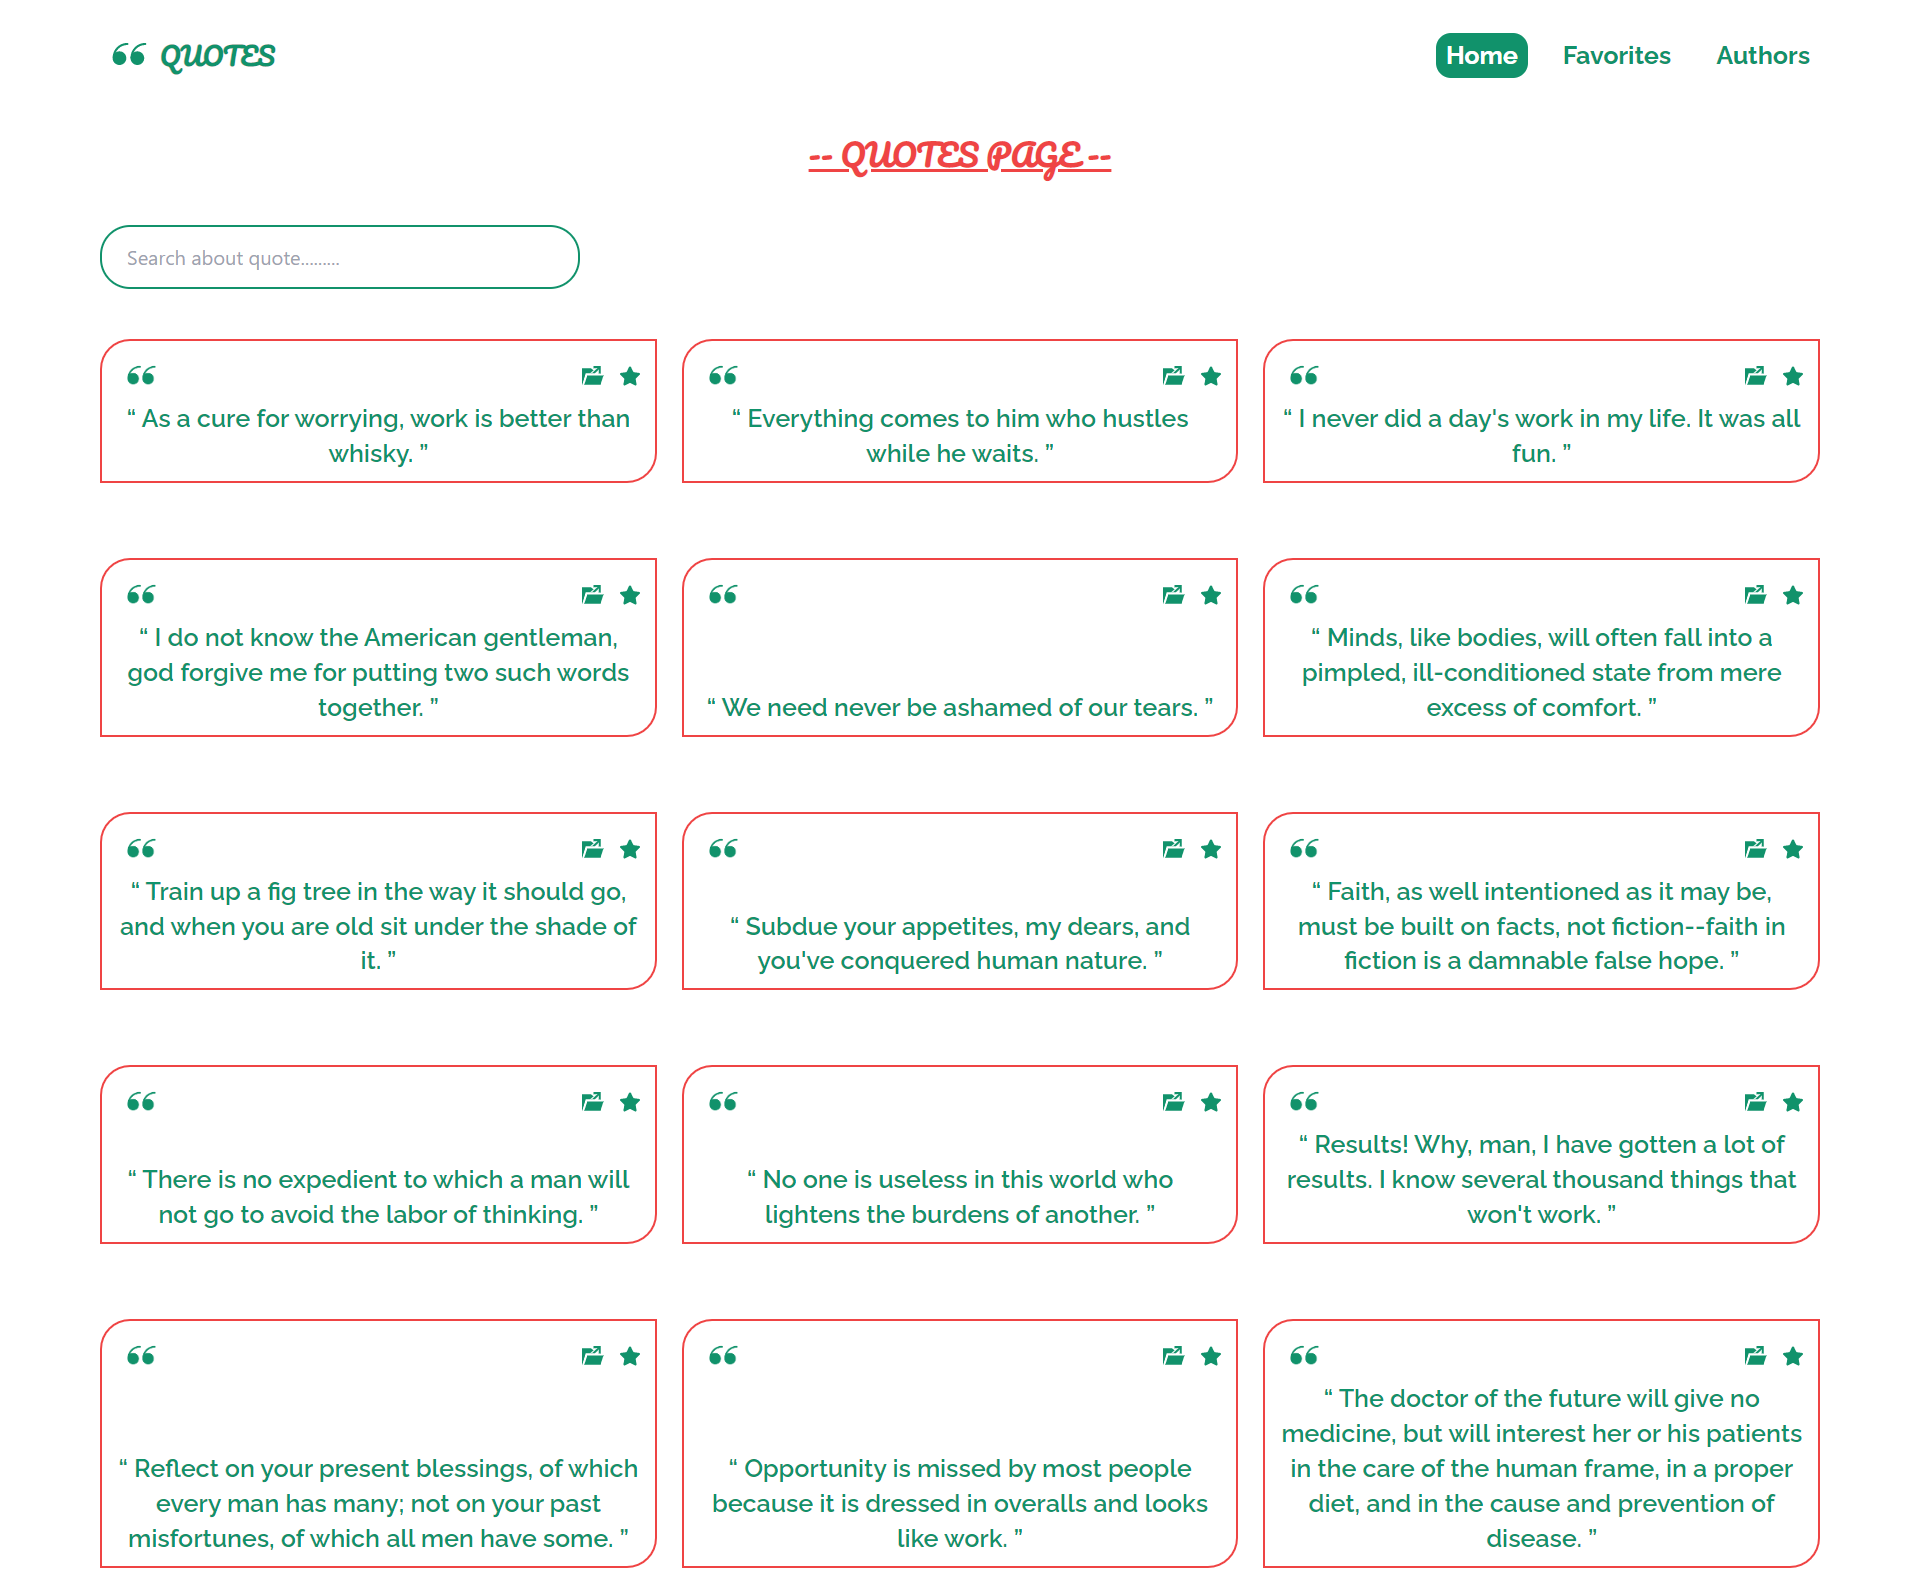 QUOTES
Home Favorites Authors
-- QUOTES PAGE --
Search about quote.........
“ As a cure for worrying, work is better than
whisky. ”
“ Everything comes to him who hustles
while he waits. ”
“ I never did a day's work in my life. It was all
fun. ”
“ I do not know the American gentleman,
god forgive me for putting two such words
together. ”
“ We need never be ashamed of our tears. ”
“ Minds, like bodies, will often fall into a
pimpled, ill-conditioned state from mere
excess of comfort. ”
“ Train up a fig tree in the way it should go,
and when you are old sit under the shade of
it. ”
“ Subdue your appetites, my dears, and
you've conquered human nature. ”
“ Faith, as well intentioned as it may be,
must be built on facts, not fiction--faith in
fiction is a damnable false hope. ”
“ There is no expedient to which a man will
not go to avoid the labor of thinking. ”
“ No one is useless in this world who
lightens the burdens of another. ”
“ Results! Why, man, I have gotten a lot of
results. I know several thousand things that
won't work. ”
“ Reflect on your present blessings, of which
every man has many; not on your past
misfortunes, of which all men have some. ”
“ Opportunity is missed by most people
because it is dressed in overalls and looks
like work. ”
“ The doctor of the future will give no
medicine, but will interest her or his patients
in the care of the human frame, in a proper
diet, and in the cause and prevention of
disease. ”